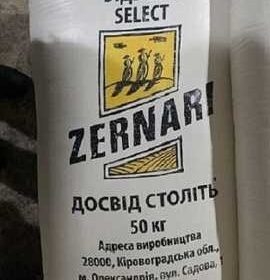 SELECT
ZERNARI
ДОСВІД СТОЛІТЬ
50 кг
Адреса виробництва
28000, Кіровоградська обл.,
м. Олександрія, вул. Садова,